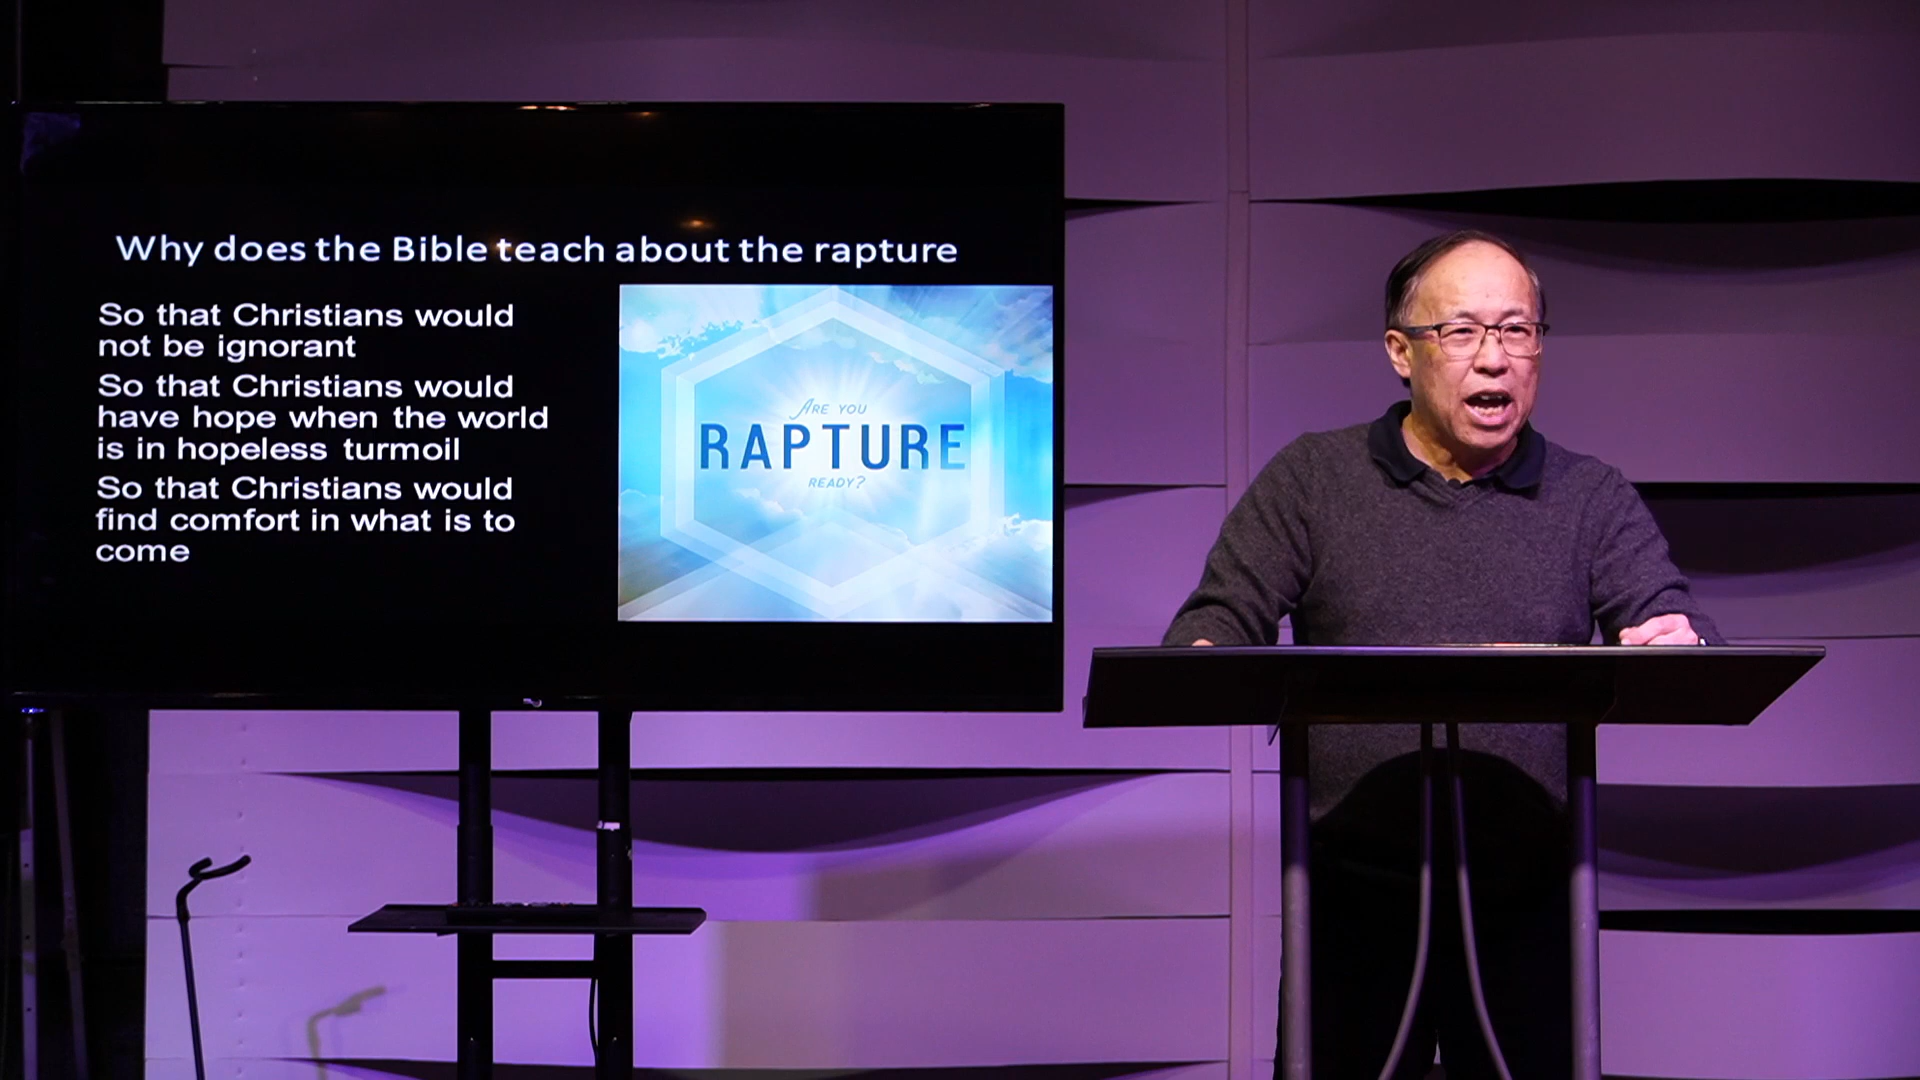 Why does the Bible teach about the rapture
So that Christians would
not be ignorant
So that Christians would
have hope when the world
is in hopeless turmoil
So that Christians would
find comfort in what is to
come
ARE YOU
RAPTURE
READY?